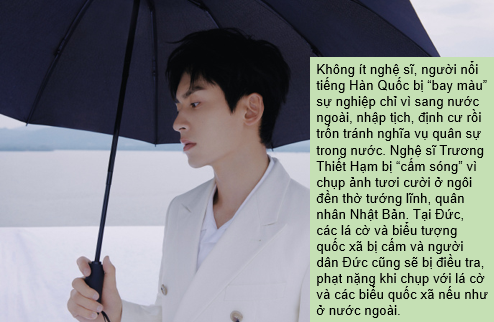 Không ít nghệ sĩ, người nổi
tiếng Hàn Quốc bị “bay màu”
sự nghiệp chỉ vì sang nước
ngoài, nhập tịch, định cư rồi
trốn tránh nghĩa vụ quân sự
trong nước. Nghệ sĩ Trương
Thiết Hạm bị “cấm sóng” vì
chụp ảnh tươi cười ở ngôi
đền thờ tướng lĩnh, quân
nhân Nhật Bản. Tại Đức,
các lá cờ và biểu tượng
quốc xã bị cấm và người
dân Đức cũng sẽ bị điều tra,
phạt nặng khi chụp với lá cờ
và các biểu quốc xã nếu như
ở nước ngoài.